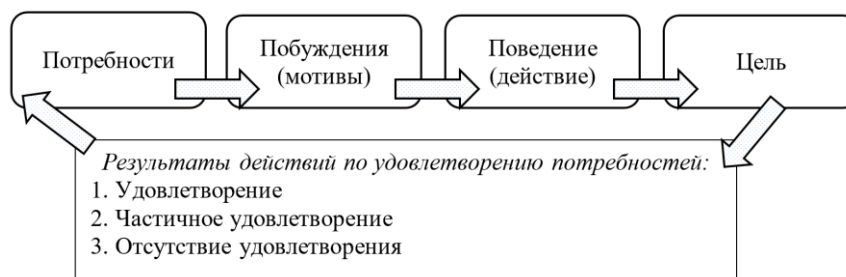 Потребности
Побуждения
(мотивы)
Поведение
(действие)
Цель
Результаты действий по удовлетворению потребностей:
1. Удовлетворение
2. Частичное удовлетворение
3. Отсутствие удовлетворения